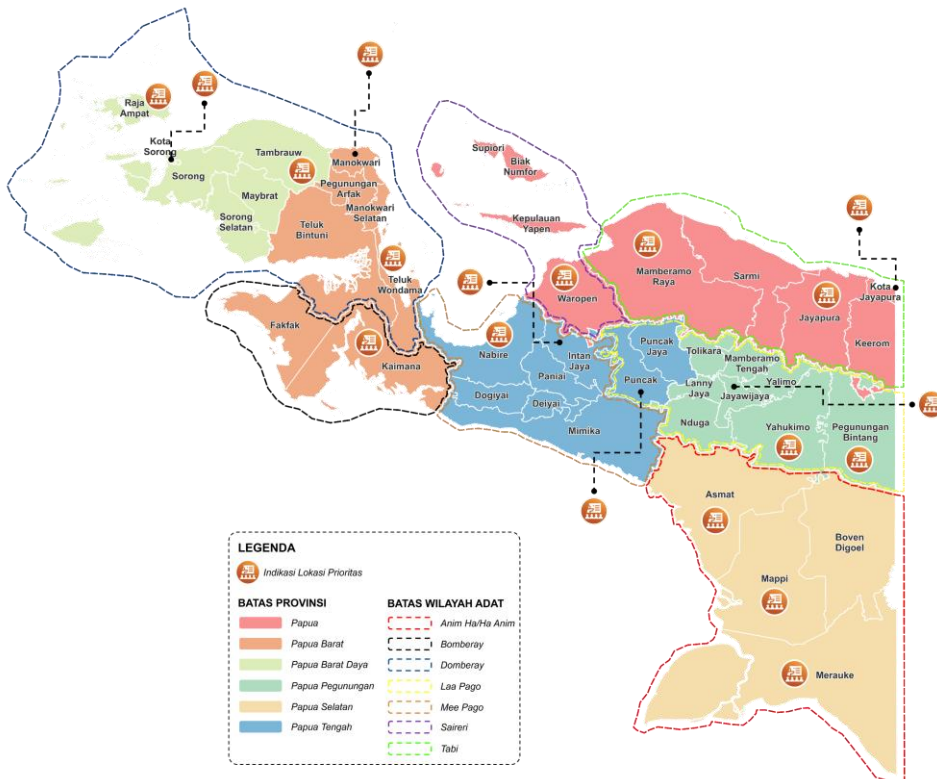 Raja
Ampat
Kota
Sorong
Sorong
Tambrauw
Maybrat
Sorong
Selatan
Manokwari
Pegunungan
Arfak
Manokwari
Selatan
Teluk
Bintuni
Teluk
Wondama
Fakfak
Kaimana
Supiori
Biak
Numfor
Kepulauan
Yapen
Waropen
Mamberamo
Raya
Sarmi
Jayapura
Kota
Jayapura
Keerom
Nabire
Intan
Jaya
Paniai
Dogiyai
Deiyai
Mimika
Puncak
Jaya
Puncak
Tolikara
Mamberamo
Tengah
Yalimo
Lanny
Jaya
Jayawijaya
Nduga
Yahukimo
Pegunungan
Bintang
Asmat
Boven
Digoel
Mappi
Merauke
LEGENDA
Indikasi Lokasi Prioritas
BATAS PROVINSI
Papua
Papua Barat
Papua Barat Daya
Papua Pegunungan
Papua Selatan
Papua Tengah
BATAS WILAYAH ADAT
Anim Ha/Ha Anim
Bomberay
Domberay
Laa Pago
Mee Pago
Saireri
Tabi